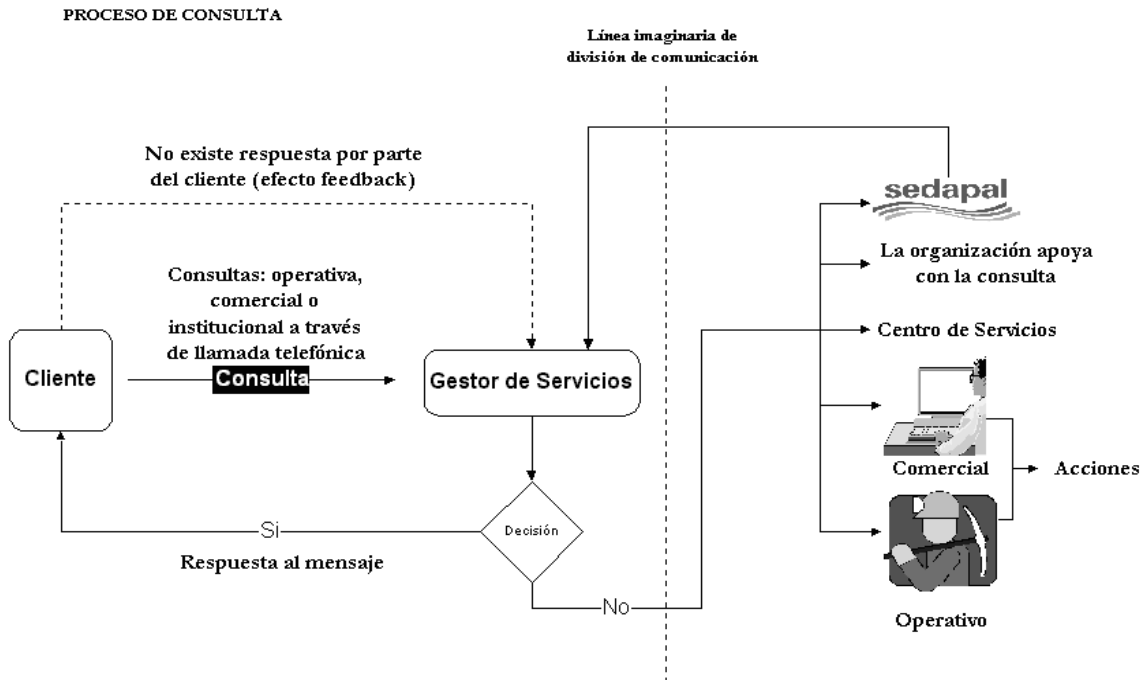 PROCESO DE CONSULTA
Línea imaginaria de
división de comunicación
No existe respuesta por parte
del cliente (efecto feedback)
sedapal
La organización apoya
con la consulta
Consultas: operativa,
comercial o
institucional a través
de llamada telefónica
Centro de Servicios
Cliente
Consulta
Gestor de Servicios
Comercial
Acciones
Si
Decisión
Respuesta al mensaje
No
Operativo